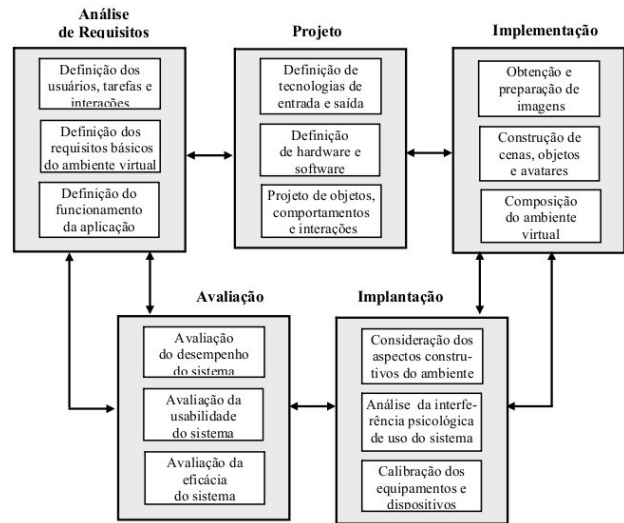 Análise
de Requisitos
Definição dos
usuários, tarefas e
interações
Definição dos
requisitos básicos
do ambiente virtual
Definição do
funcionamento
da aplicação
Projeto
Definição de
tecnologias de
entrada e saída
Definição
de hardware e
software
Projeto de objetos,
comportamentos
e interações
Implementação
Obtenção e
preparação de
imagens
Construção de
cenas, objetos
e avatares
Composição
do ambiente
virtual
Avaliação
Avaliação
do desempenho
do sistema
Avaliação da
usabilidade
do sistema
Avaliação da
eficácia
do sistema
Implantação
Consideração dos
aspectos constru-
tivos do ambiente
Análise da interfe-
rência psicológica
de uso do sistema
Calibração dos
equipamentos e
dispositivos